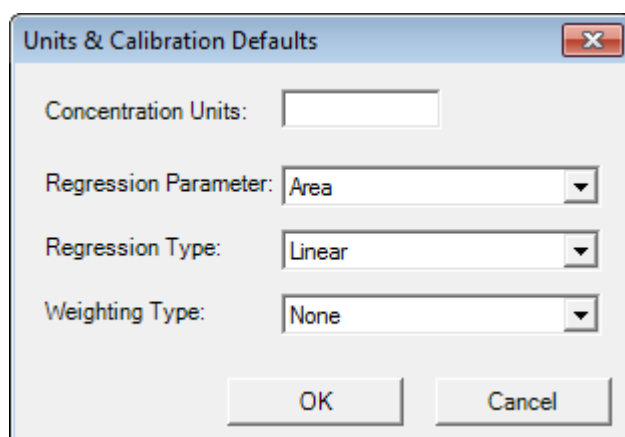 Units & Calibration Defaults
Concentration Units:
Regression Parameter: Area
Regression Type: Linear
Weighting Type: None
OK Cancel